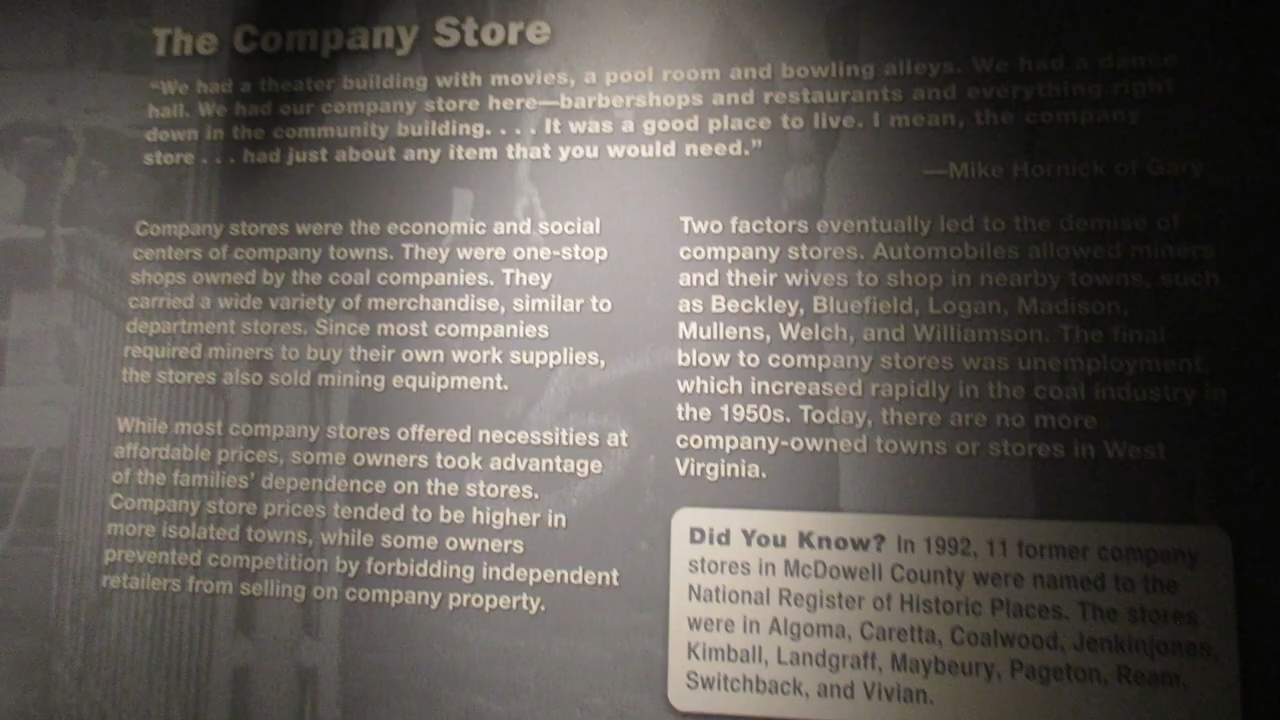 The Company Store
“We had a theater building with movies, a pool room and bowling alleys. We had a dance
hall. We had our company store here—barbershops and restaurants and everything right
down in the community building. . . . It was a good place to live. I mean, the company
store . . . had just about any item that you would need.”
—Mike Hornick of Gary
Company stores were the economic and social
centers of company towns. They were one-stop
shops owned by the coal companies. They
carried a wide variety of merchandise, similar to
department stores. Since most companies
required miners to buy their own work supplies,
the stores also sold mining equipment.
While most company stores offered necessities at
affordable prices, some owners took advantage
of the families’ dependence on the stores.
Company store prices tended to be higher in
more isolated towns, while some owners
prevented competition by forbidding independent
retailers from selling on company property.
Two factors eventually led to the demise of
company stores. Automobiles allowed miners
and their wives to shop in nearby towns, such
as Beckley, Bluefield, Logan, Madison,
Mullens, Welch, and Williamson. The final
blow to company stores was unemployment,
which increased rapidly in the coal industry in
the 1950s. Today, there are no more
company-owned towns or stores in West
Virginia.
Did You Know? In 1992, 11 former company
stores in McDowell County were named to the
National Register of Historic Places. The stores
were in Algoma, Caretta, Coalwood, Jenkinjones,
Kimball, Landgraff, Maybeury, Pageton, Ream,
Switchback, and Vivian.